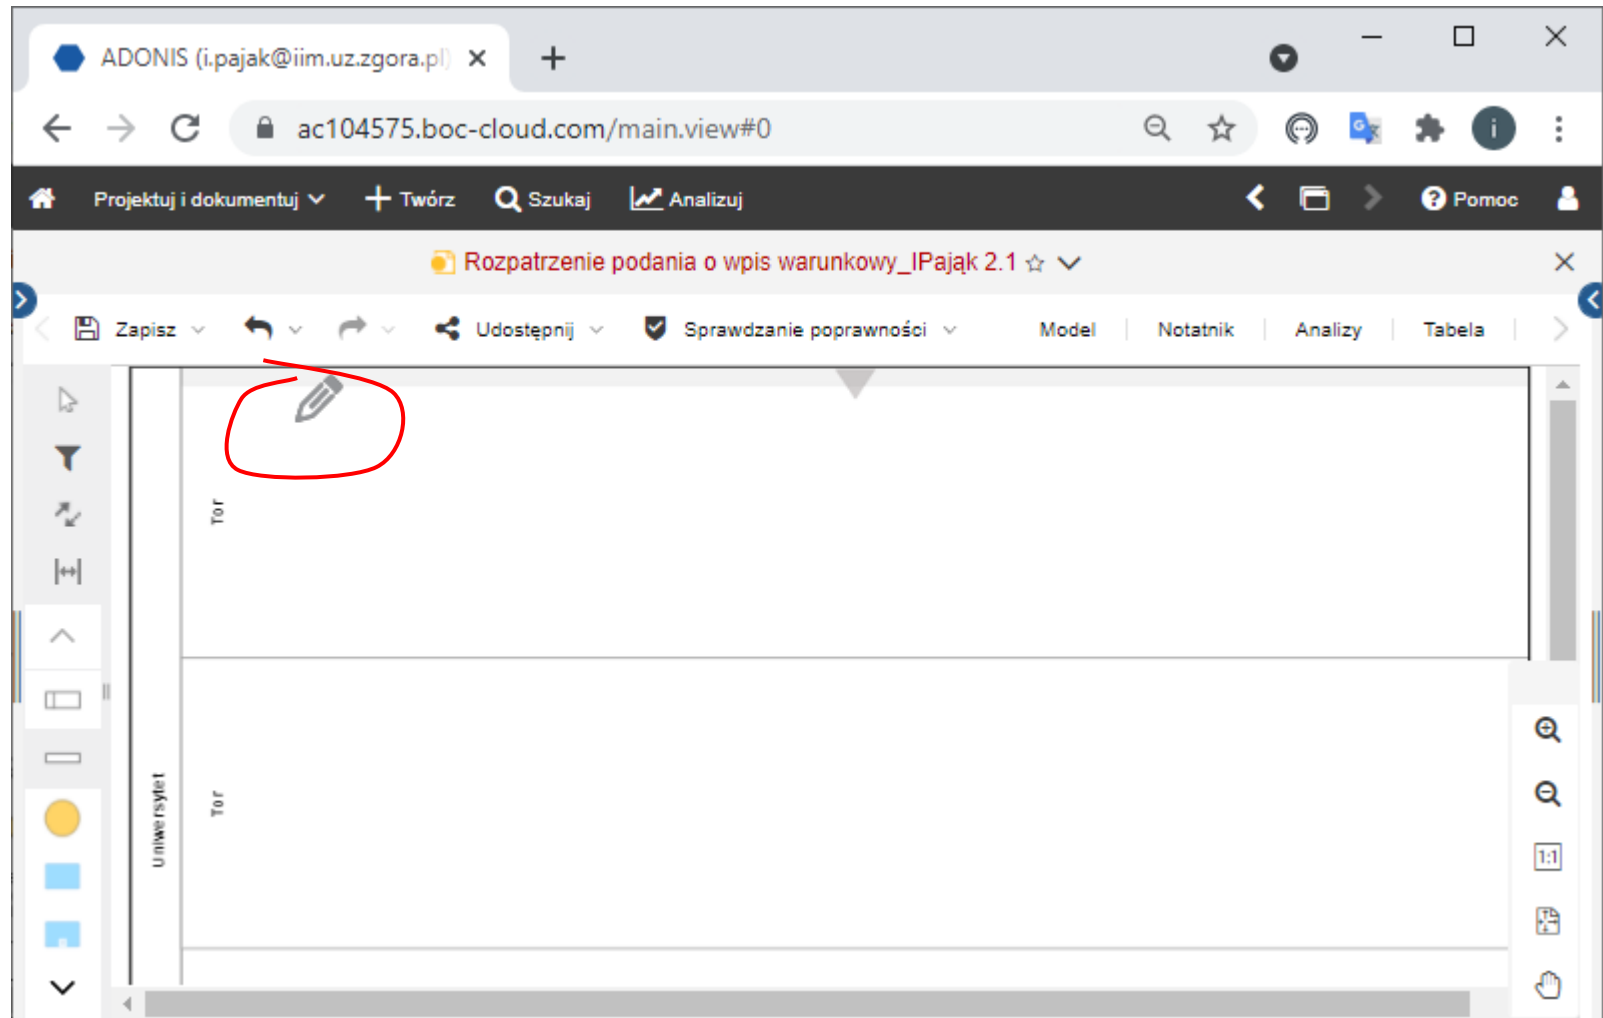 ADONIS (i.pajak@iim.uz.zgora.pl)
ac104575.boc-cloud.com/main.view#0
i
Projektuj i dokumentuj Twórz Szukaj Analizuj Pomoc
Rozpatrzenie podania o wpis warunkowy_IPająk 2.1
Zapisz Udostępnij Sprawdzanie poprawności Model Notatnik Analizy Tabela
Tor
Tor
Uniwersytet
1:1